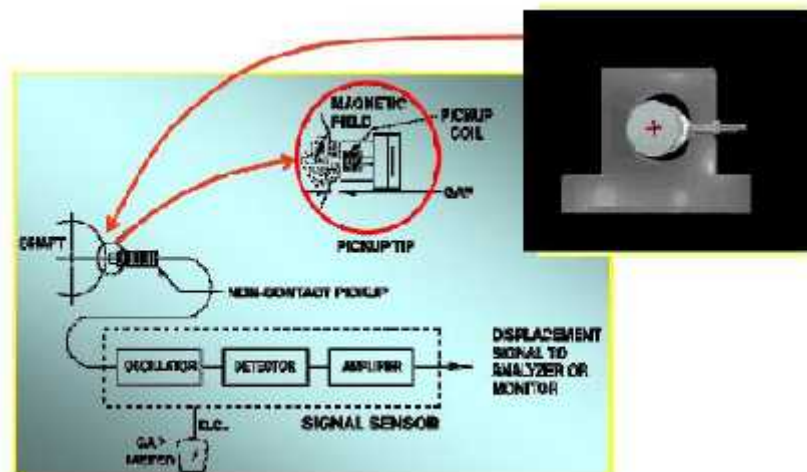 MAGNETIC
FIELD
PICKUP
COIL
GAP
PICKUP TIP
SHAFT
NON-CONTACT PICKUP
OSCILLATOR
DETECTOR
AMPLIFIER
DISPLACEMENT
SIGNAL TO
ANALYZER OR
MONITOR
SIGNAL SENSOR
GAP
METER